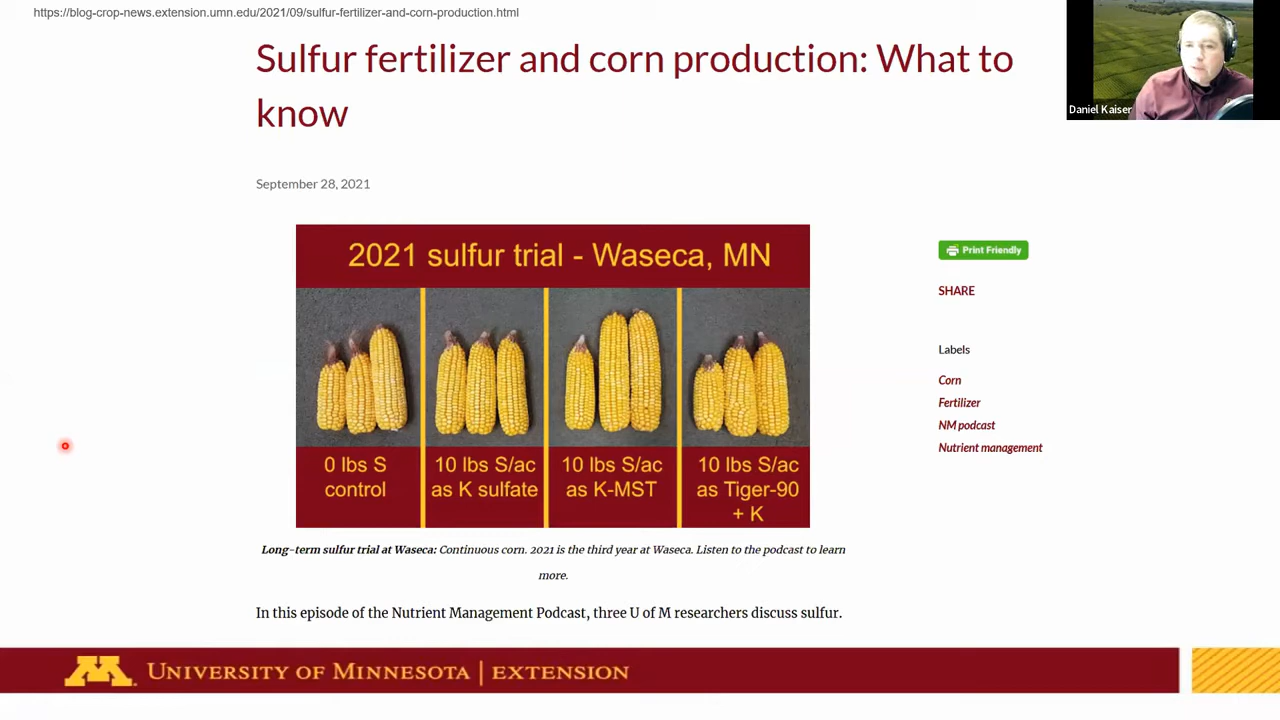 https://blog-crop-news.extension.umn.edu/2021/09/sulfur-fertilizer-and-corn-production.html
Sulfur fertilizer and corn production: What to
know
Daniel Kaiser
September 28, 2021
2021 sulfur trial - Waseca, MN
0 lbs S
control
10 lbs S/ac
as K sulfate
10 lbs S/ac
as K-MST
10 lbs S/ac
as Tiger-90
+ K
Print Friendly
SHARE
Labels
Corn
Fertilizer
NM podcast
Nutrient management
Long-term sulfur trial at Waseca: Continuous corn. 2021 is the third year at Waseca. Listen to the podcast to learn
more.
In this episode of the Nutrient Management Podcast, three U of M researchers discuss sulfur.
M UNIVERSITY OF MINNESOTA | EXTENSION